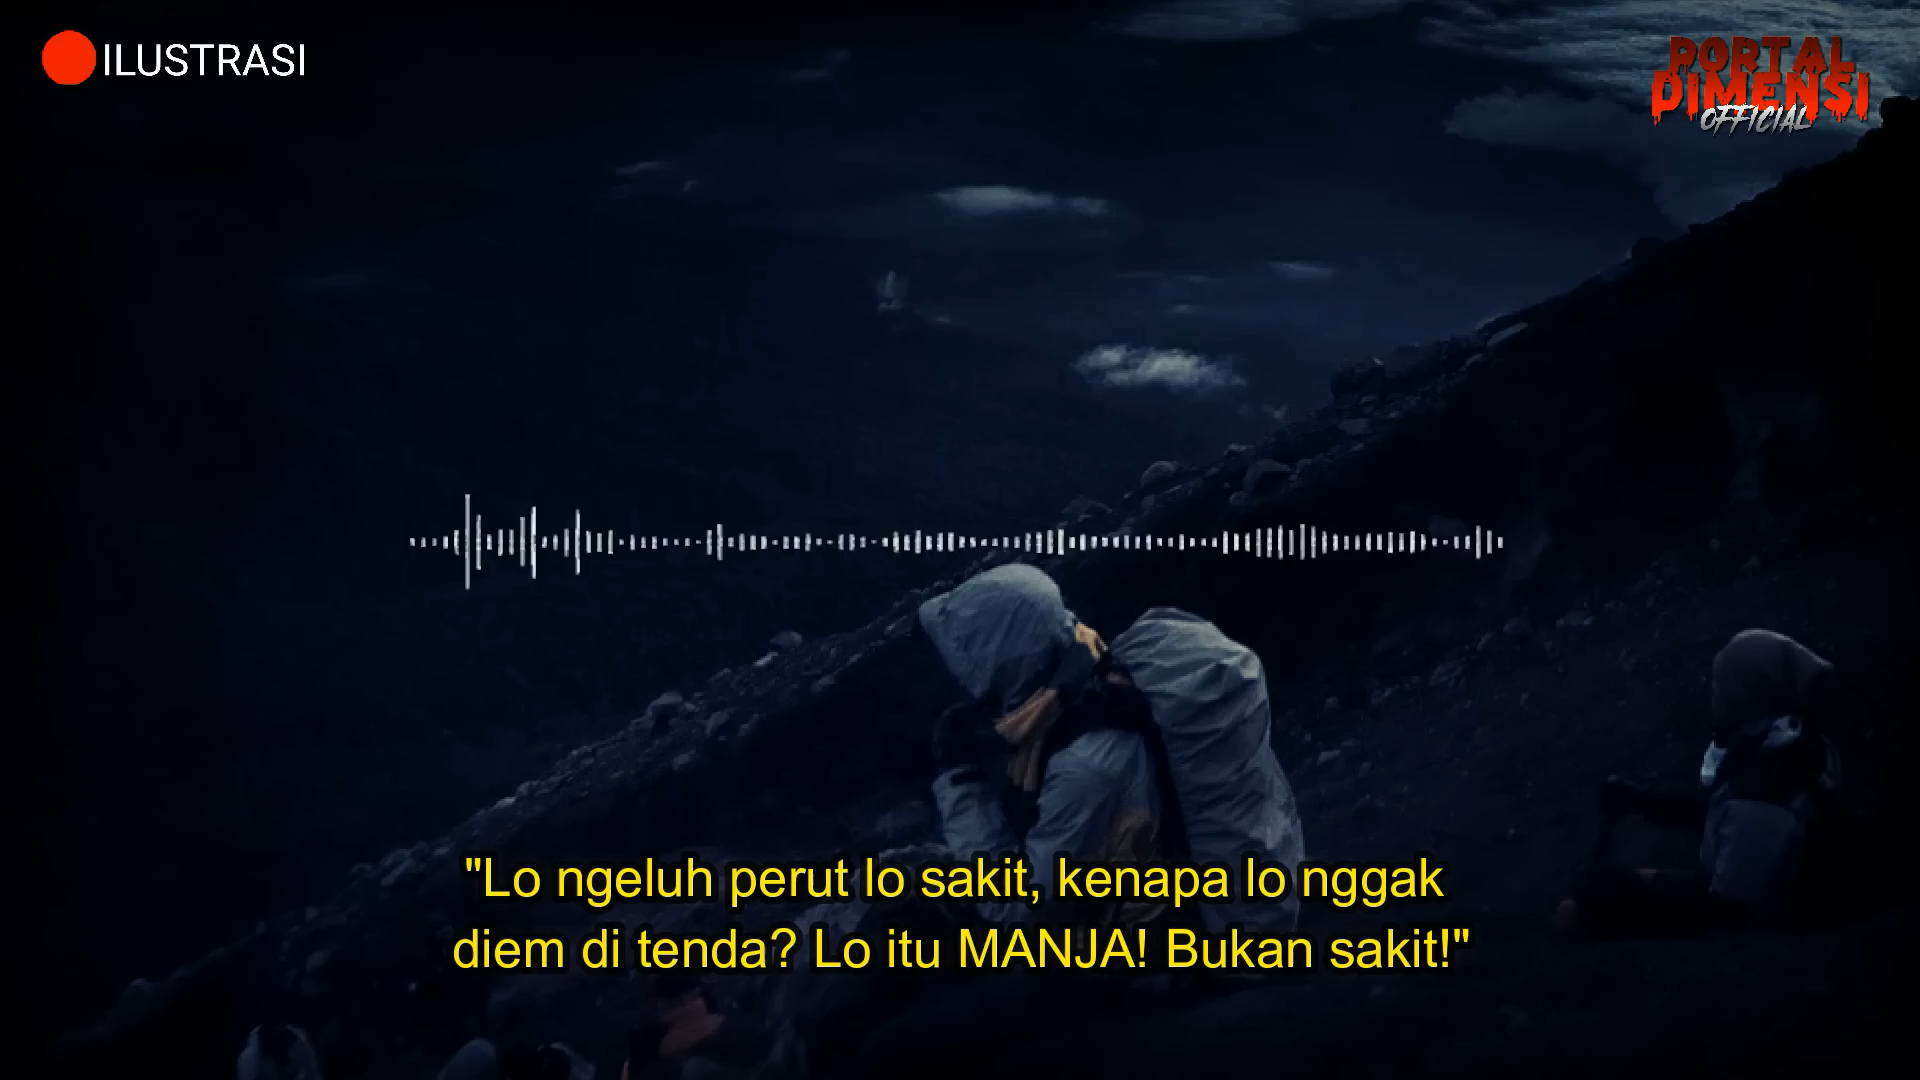 ILUSTRASI
PORTAL
DIMENSI
OFFICIAL
"Lo ngeluh perut lo sakit, kenapa lo nggak
diem di tenda? Lo itu MANJA! Bukan sakit!"